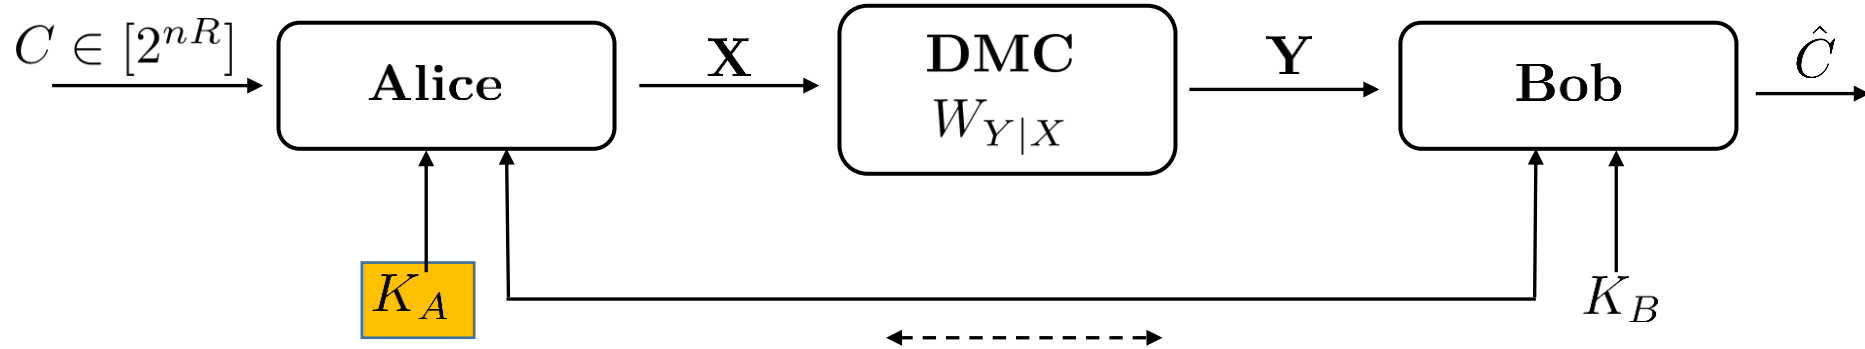 C ∈ [2^{nR}]
Alice
X
DMC
W_{Y|X}
Y
Bob
Ĉ
K_A
K_B